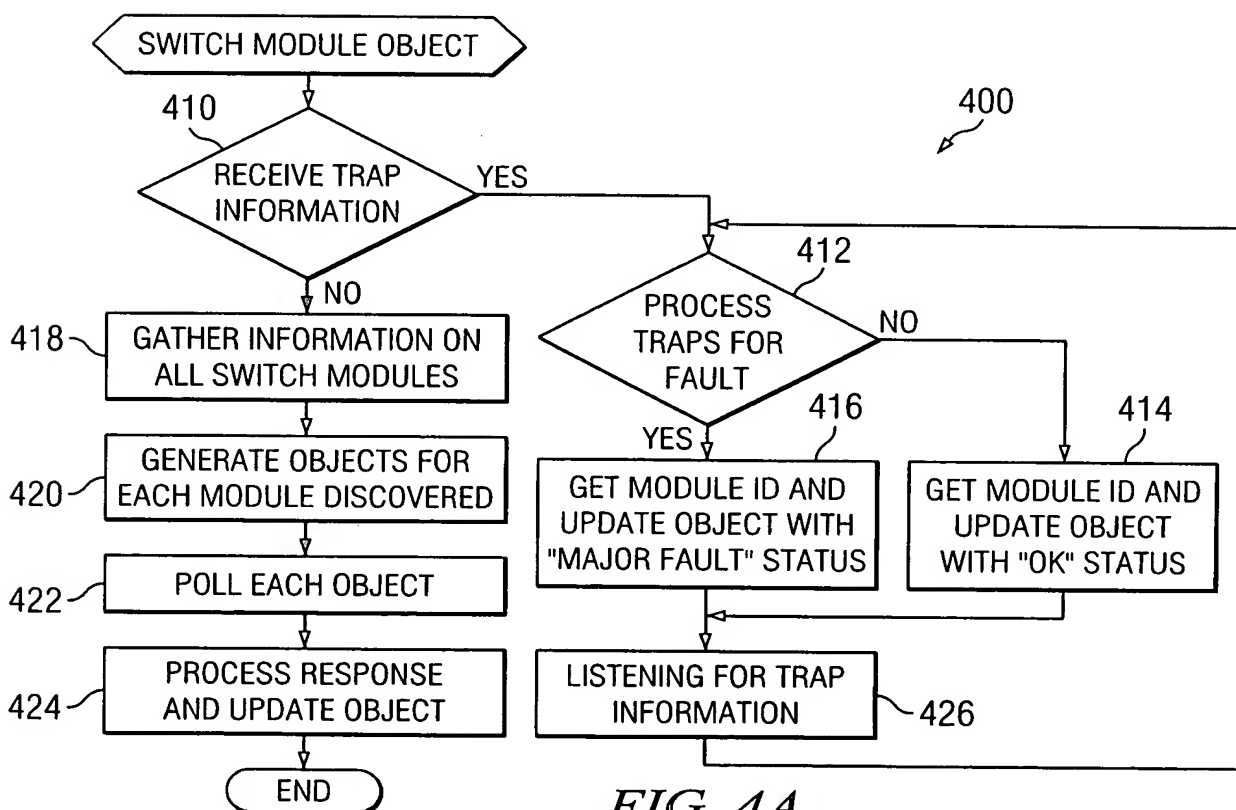 SWITCH MODULE OBJECT
410
400
RECEIVE TRAP
INFORMATION
YES
NO
412
PROCESS
TRAPS FOR
FAULT
NO
YES
418
GATHER INFORMATION ON
ALL SWITCH MODULES
416
414
420
GENERATE OBJECTS FOR
EACH MODULE DISCOVERED
GET MODULE ID AND
UPDATE OBJECT WITH
"MAJOR FAULT" STATUS
GET MODULE ID AND
UPDATE OBJECT
WITH "OK" STATUS
422
POLL EACH OBJECT
424
PROCESS RESPONSE
AND UPDATE OBJECT
LISTENING FOR TRAP
INFORMATION
426
END
FIG. 4A